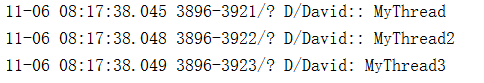 11-06 08:17:38.045 3896-3921/? D/David:: MyThread
11-06 08:17:38.048 3896-3922/? D/David:: MyThread2
11-06 08:17:38.049 3896-3923/? D/David: MyThread3